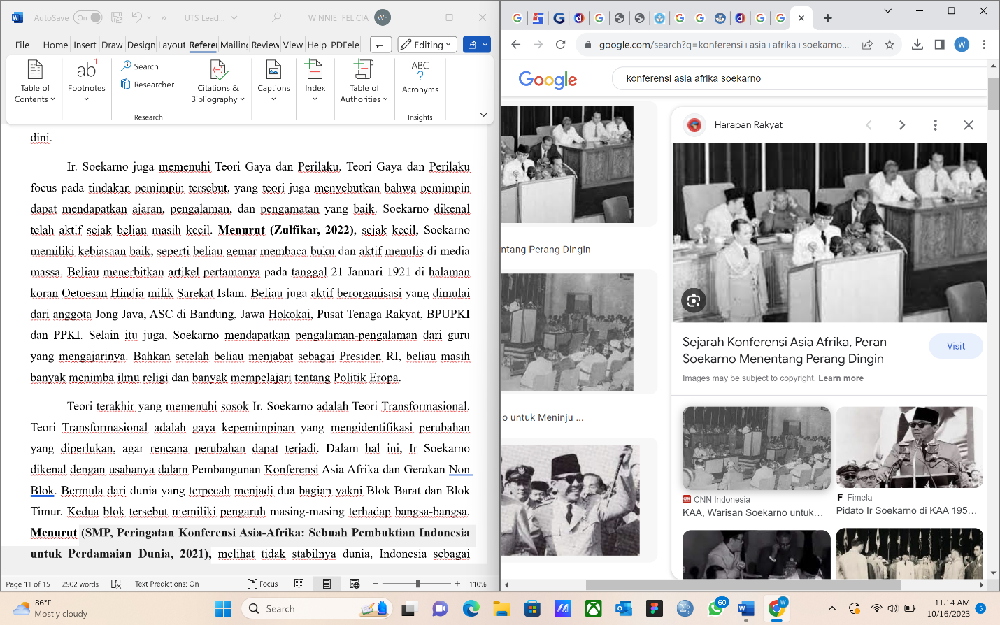 AutoSave On
UTS Lead...
WINNIE FELICIA WF
File Home Insert Draw Design Layout Referen Mailing Review View Help PDFele
Editing
Table of Contents
ab 1
Footnotes
Search
Researcher
Research
Citations & Bibliography
Captions
Index
Table of Authorities
ABC
?
Acronyms
Insights
dini.
Ir. Soekarno juga memenuhi Teori Gaya dan Perilaku. Teori Gaya dan Perilaku
focus pada tindakan pemimpin tersebut, yang teori juga menyebutkan bahwa pemimpin
dapat mendapatkan ajaran, pengalaman, dan pengamatan yang baik. Soekarno dikenal
telah aktif sejak beliau masih kecil. Menurut (Zulfikar, 2022), sejak kecil, Soekarno
memiliki kebiasaan baik, seperti beliau gemar membaca buku dan aktif menulis di media
massa. Beliau menerbitkan artikel pertamanya pada tanggal 21 Januari 1921 di halaman
koran Oetoesan Hindia milik Sarekat Islam. Beliau juga aktif berorganisasi yang dimulai
dari anggota Jong Java, ASC di Bandung, Jawa Hokokai, Pusat Tenaga Rakyat, BPUPKI
dan PPKI. Selain itu juga, Soekarno mendapatkan pengalaman-pengalaman dari guru
yang mengajarinya. Bahkan setelah beliau menjabat sebagai Presiden RI, beliau masih
banyak menimba ilmu religi dan banyak mempelajari tentang Politik Eropa.
Teori terakhir yang memenuhi sosok Ir. Soekarno adalah Teori Transformasional.
Teori Transformasional adalah gaya kepemimpinan yang mengidentifikasi perubahan
yang diperlukan, agar rencana perubahan dapat terjadi. Dalam hal ini, Ir Soekarno
dikenal dengan usahanya dalam Pembangunan Konferensi Asia Afrika dan Gerakan Non
Blok. Bermula dari dunia yang terpecah menjadi dua bagian yakni Blok Barat dan Blok
Timur. Kedua blok tersebut memiliki pengaruh masing-masing terhadap bangsa-bangsa.
Menurut (SMP, Peringatan Konferensi Asia-Afrika: Sebuah Pembuktian Indonesia
untuk Perdamaian Dunia, 2021), melihat tidak stabilnya dunia, Indonesia sebagai
Page 11 of 15 2902 words Text Predictions: On Focus 110%
google.com/search?q=konferensi+asia+afrika+soekarno...
W
Google
konferensi asia afrika soekarno
ntang Perang Dingin
no untuk Meninju ...
Harapan Rakyat
Sejarah Konferensi Asia Afrika, Peran
Soekarno Menentang Perang Dingin
Visit
Images may be subject to copyright. Learn more
CNN Indonesia
KAA, Warisan Soekarno untuk...
Fimela
Pidato Ir Soekarno di KAA 195...
86°F
Mostly cloudy
Search
60
11:14 AM
10/16/2023
5